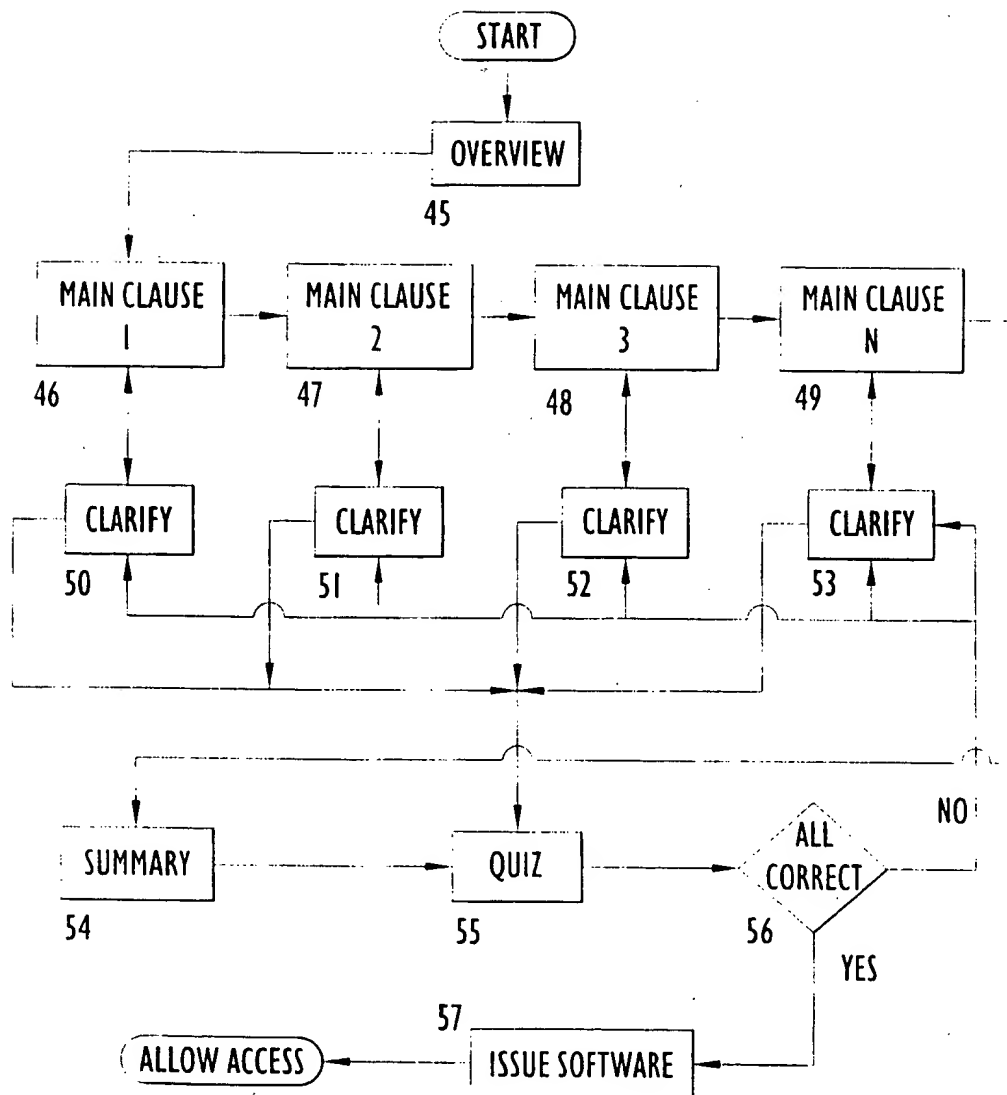 START
OVERVIEW
45
MAIN CLAUSE
1
MAIN CLAUSE
2
MAIN CLAUSE
3
MAIN CLAUSE
N
46
47
48
49
CLARIFY
CLARIFY
CLARIFY
CLARIFY
50
51
52
53
NO
SUMMARY
QUIZ
ALL
CORRECT
54
55
56
YES
57
ALLOW ACCESS
ISSUE SOFTWARE